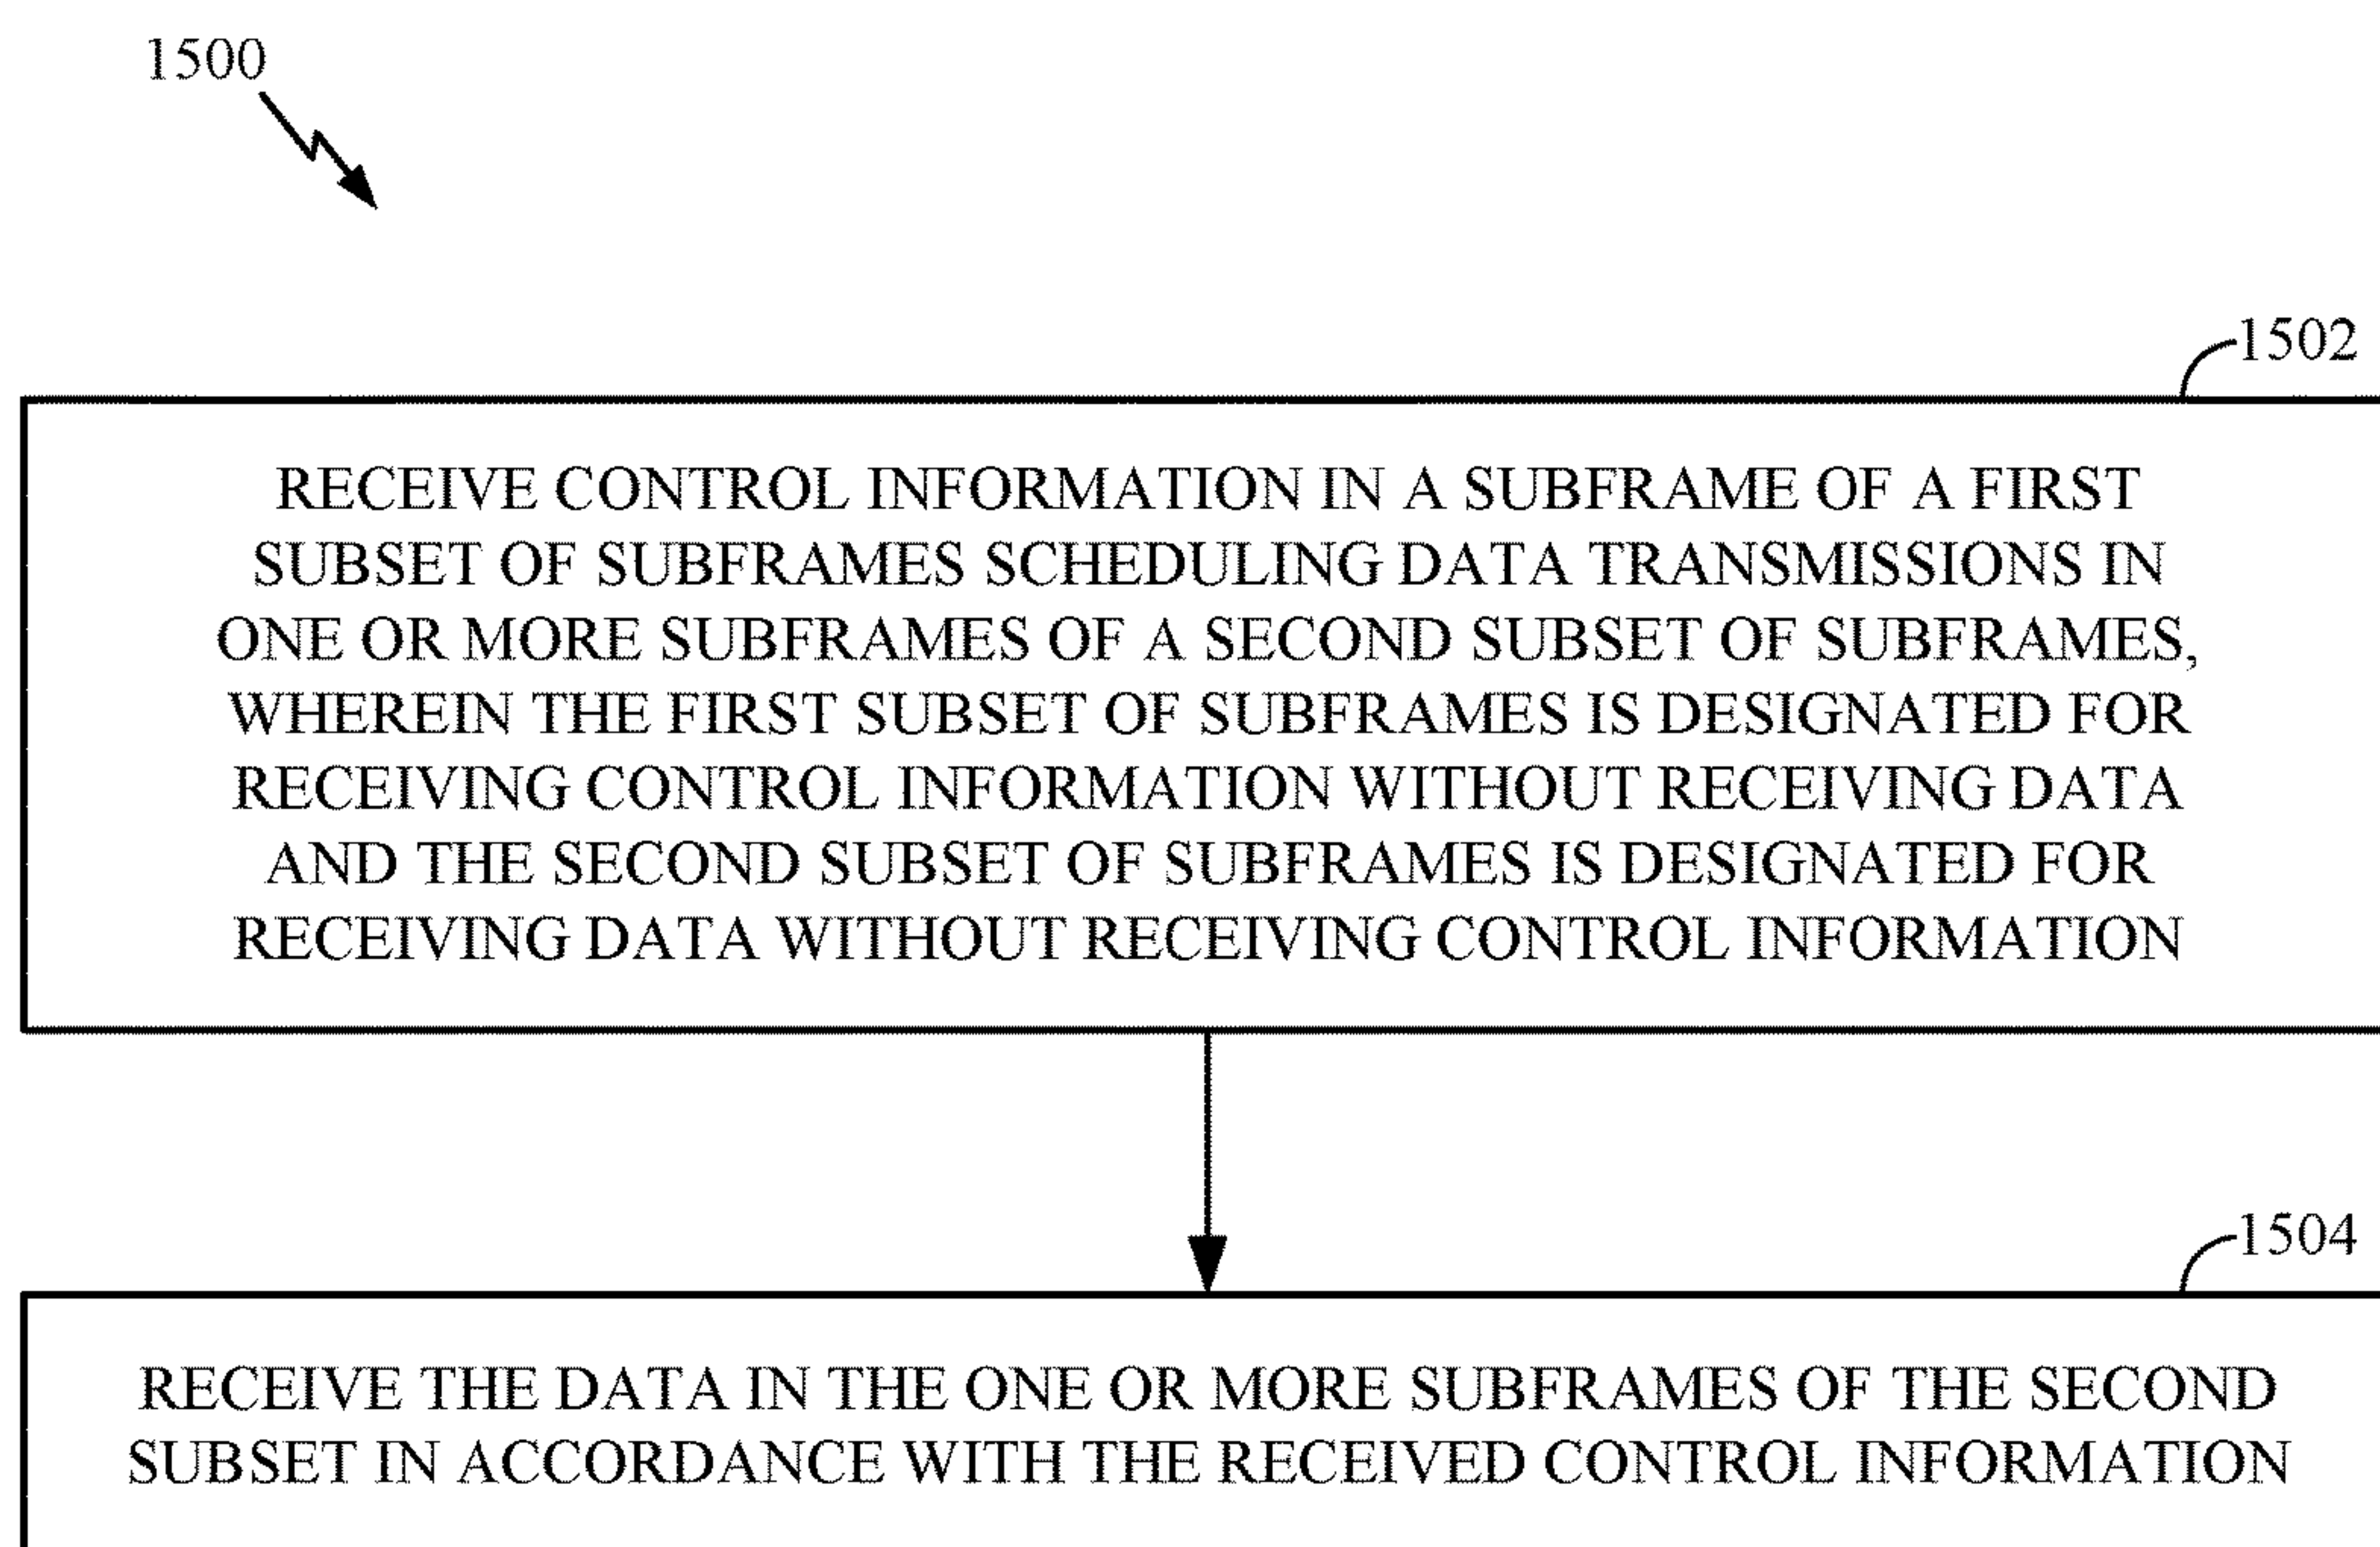 1500
1502
RECEIVE CONTROL INFORMATION IN A SUBFRAME OF A FIRST
SUBSET OF SUBFRAMES SCHEDULING DATA TRANSMISSIONS IN
ONE OR MORE SUBFRAMES OF A SECOND SUBSET OF SUBFRAMES,
WHEREIN THE FIRST SUBSET OF SUBFRAMES IS DESIGNATED FOR
RECEIVING CONTROL INFORMATION WITHOUT RECEIVING DATA
AND THE SECOND SUBSET OF SUBFRAMES IS DESIGNATED FOR
RECEIVING DATA WITHOUT RECEIVING CONTROL INFORMATION
1504
RECEIVE THE DATA IN THE ONE OR MORE SUBFRAMES OF THE SECOND
SUBSET IN ACCORDANCE WITH THE RECEIVED CONTROL INFORMATION